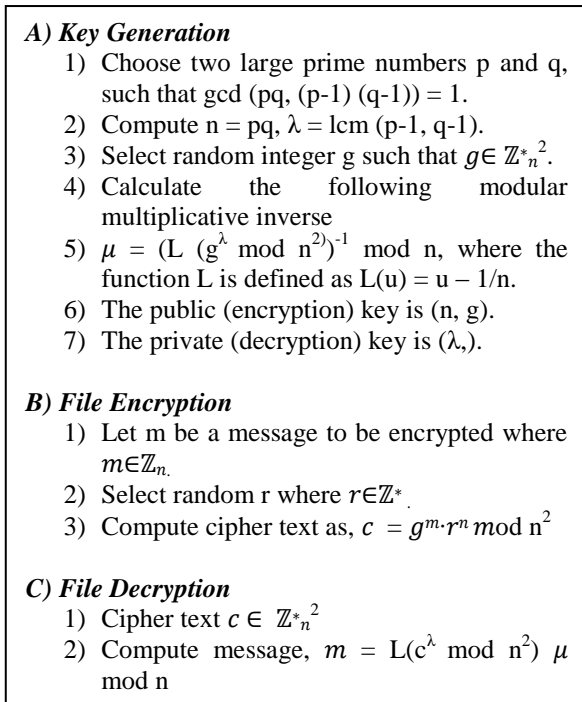 A) Key Generation
1) Choose two large prime numbers p and q,
such that gcd (pq, (p-1) (q-1)) = 1.
2) Compute n = pq, λ = lcm (p-1, q-1).
3) Select random integer g such that 𝑔∈ ℤ*ₙ².
4) Calculate the following modular
multiplicative inverse
5) 𝜇 = (L (g^λ mod n²⁾)⁻¹ mod n, where the
function L is defined as L(u) = u – 1/n.
6) The public (encryption) key is (n, g).
7) The private (decryption) key is (λ,).
B) File Encryption
1) Let m be a message to be encrypted where
𝑚∈ℤₙ.
2) Select random r where 𝑟∈ℤ* .
3) Compute cipher text as, 𝑐 = 𝑔ᵐ·𝑟ⁿ 𝑚od n²
C) File Decryption
1) Cipher text 𝑐 ∈ ℤ*ₙ²
2) Compute message, 𝑚 = L(c^λ mod n²) 𝜇
mod n